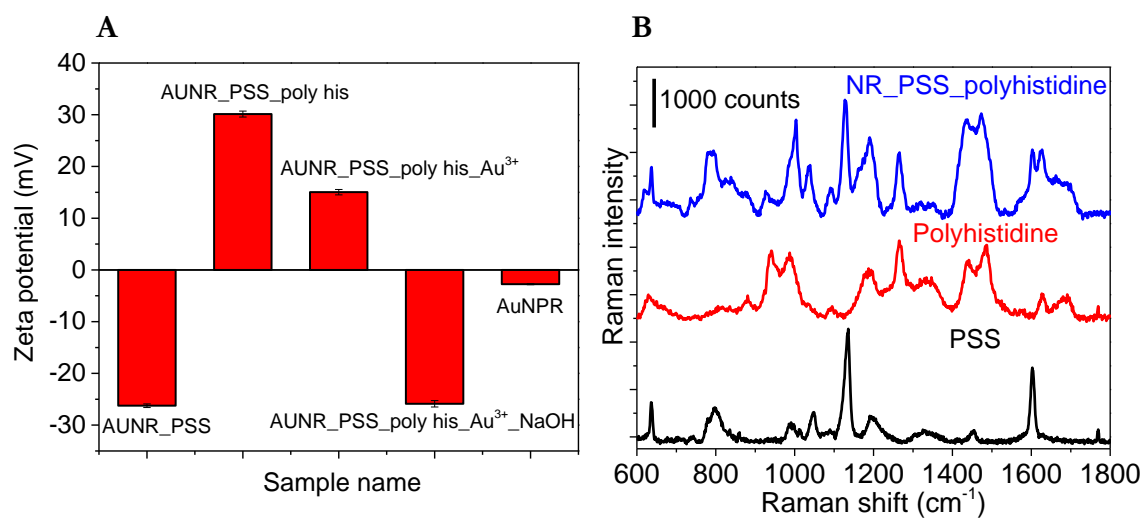 A
Zeta potential (mV)
40
30
20
10
0
-10
-20
-30
AUNR_PSS_poly his
AUNR_PSS_poly his_Au³⁺
AuNPR
AUNR_PSS
AUNR_PSS_poly his_Au³⁺_NaOH
Sample name
B
Raman intensity
1000 counts
NR_PSS_polyhistidine
Polyhistidine
PSS
600 800 1000 1200 1400 1600 1800
Raman shift (cm⁻¹)